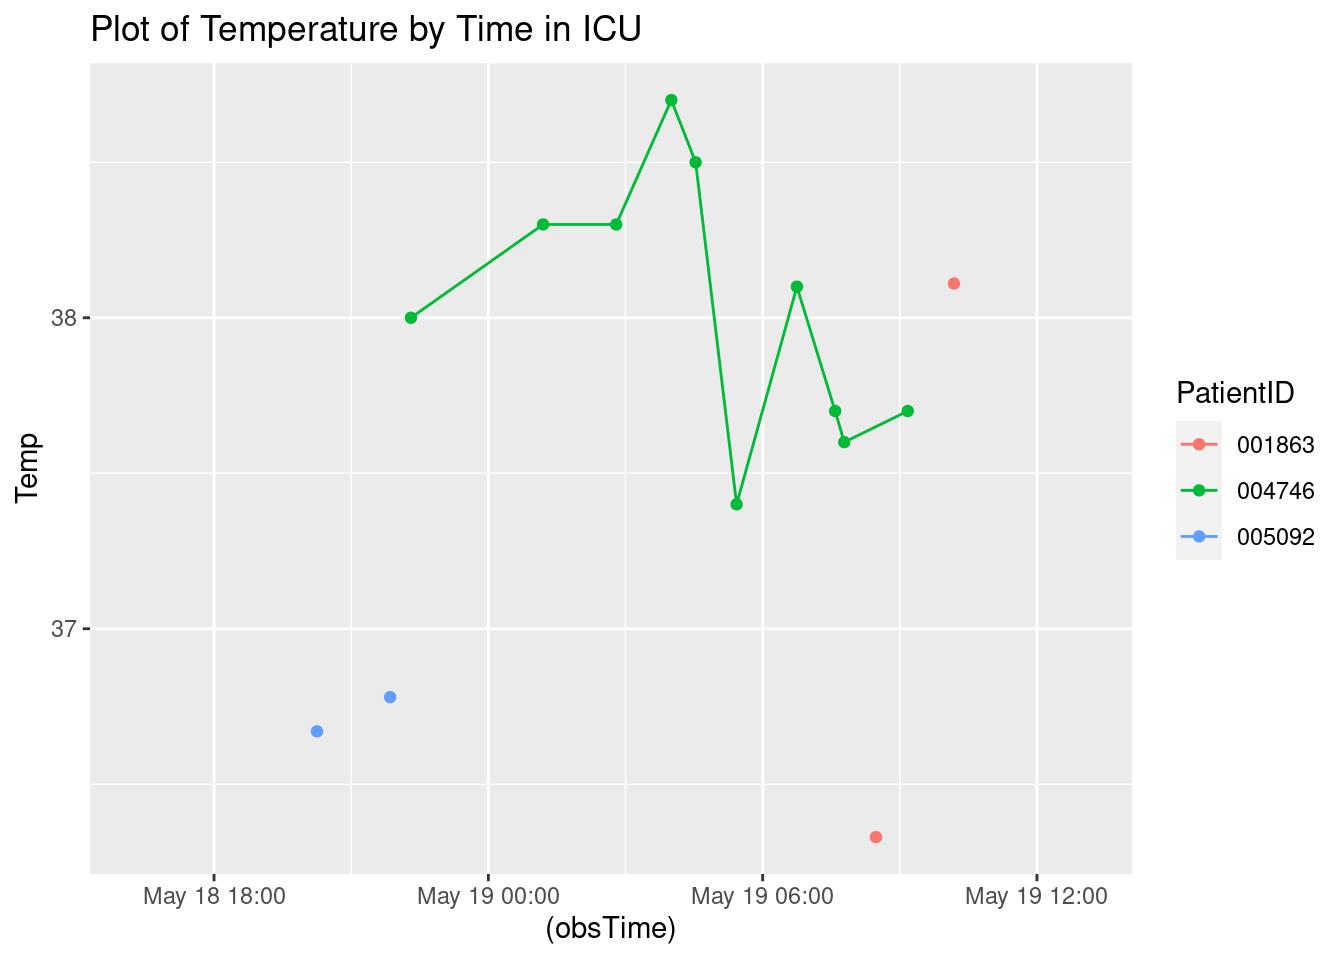 Plot of Temperature by Time in ICU
38
37
Temp
May 18 18:00
May 19 00:00
May 19 06:00
May 19 12:00
(obsTime)
PatientID
001863
004746
005092